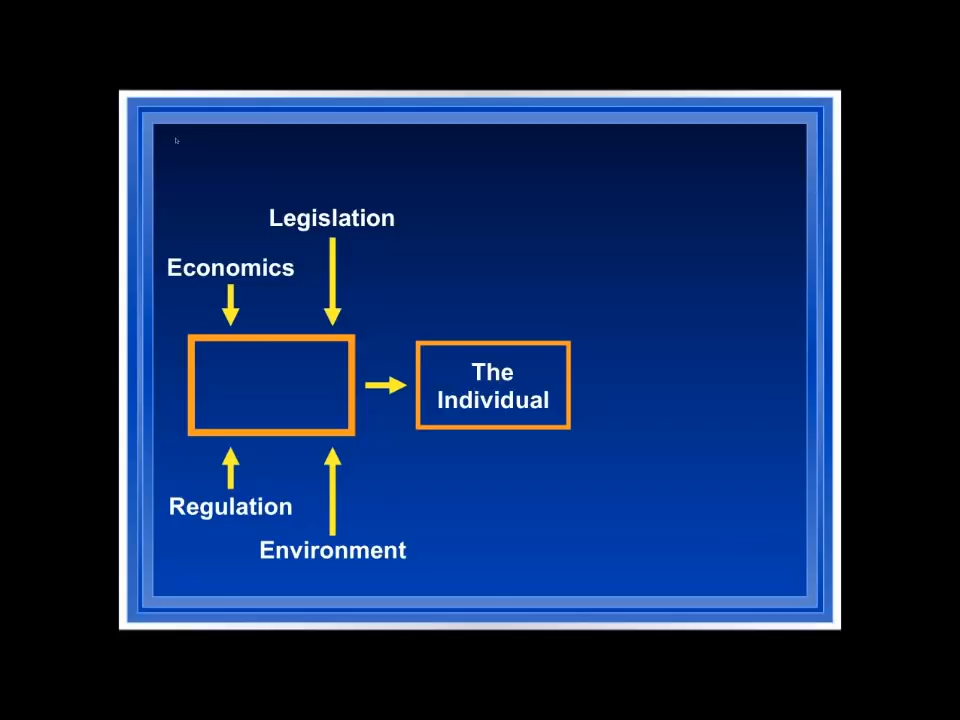 Legislation
Economics
The
Individual
Regulation
Environment